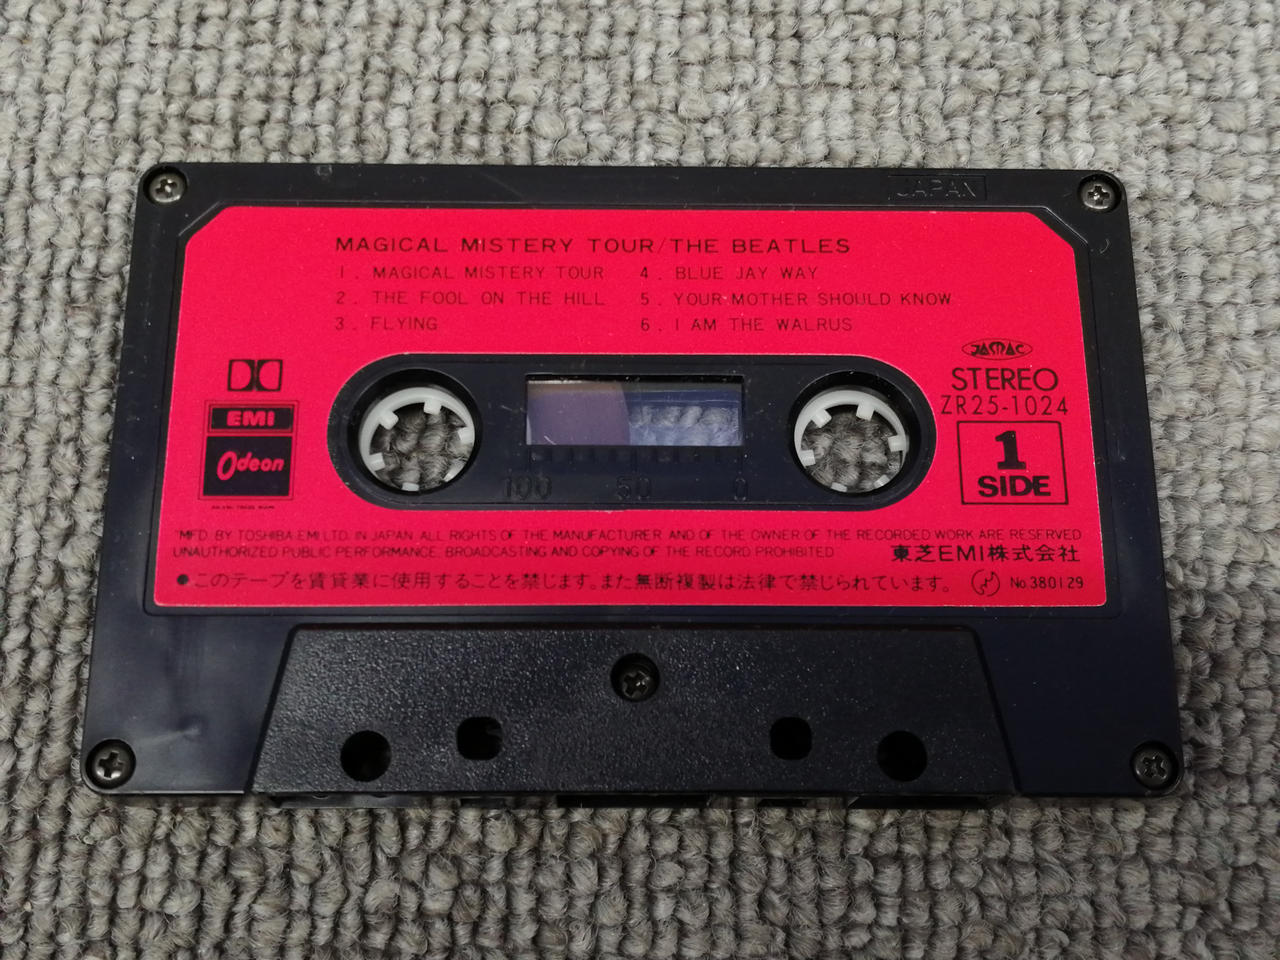 JAPAN
MAGICAL MISTERY TOUR/THE BEATLES
1. MAGICAL MISTERY TOUR
2. THE FOOL ON THE HILL
3. FLYING
4. BLUE JAY WAY
5. YOUR MOTHER SHOULD KNOW
6. I AM THE WALRUS
JASRAC
STEREO
ZR25-1024
1
SIDE
EMI
Odeon
100 50 0
"MFD. BY TOSHIBA EMI LTD. IN JAPAN. ALL RIGHTS OF THE MANUFACTURER AND OF THE OWNER OF THE RECORDED WORK ARE RESERVED
UNAUTHORIZED PUBLIC PERFORMANCE, BROADCASTING AND COPYING OF THE RECORD PROHIBITED"
東芝EMI株式会社
●このテープを賃貸業に使用することを禁じます。また無断複製は法律で禁じられています。
No.380129